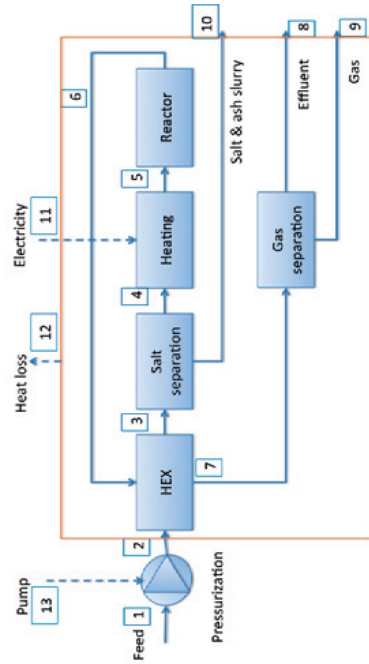 Pump
13
Heat loss
12
Electricity
11
Feed
1
2
Pressurization
HEX
3
Salt
separation
4
Heating
5
Reactor
6
7
Salt & ash slurry
10
Gas
separation
Effluent
8
Gas
9